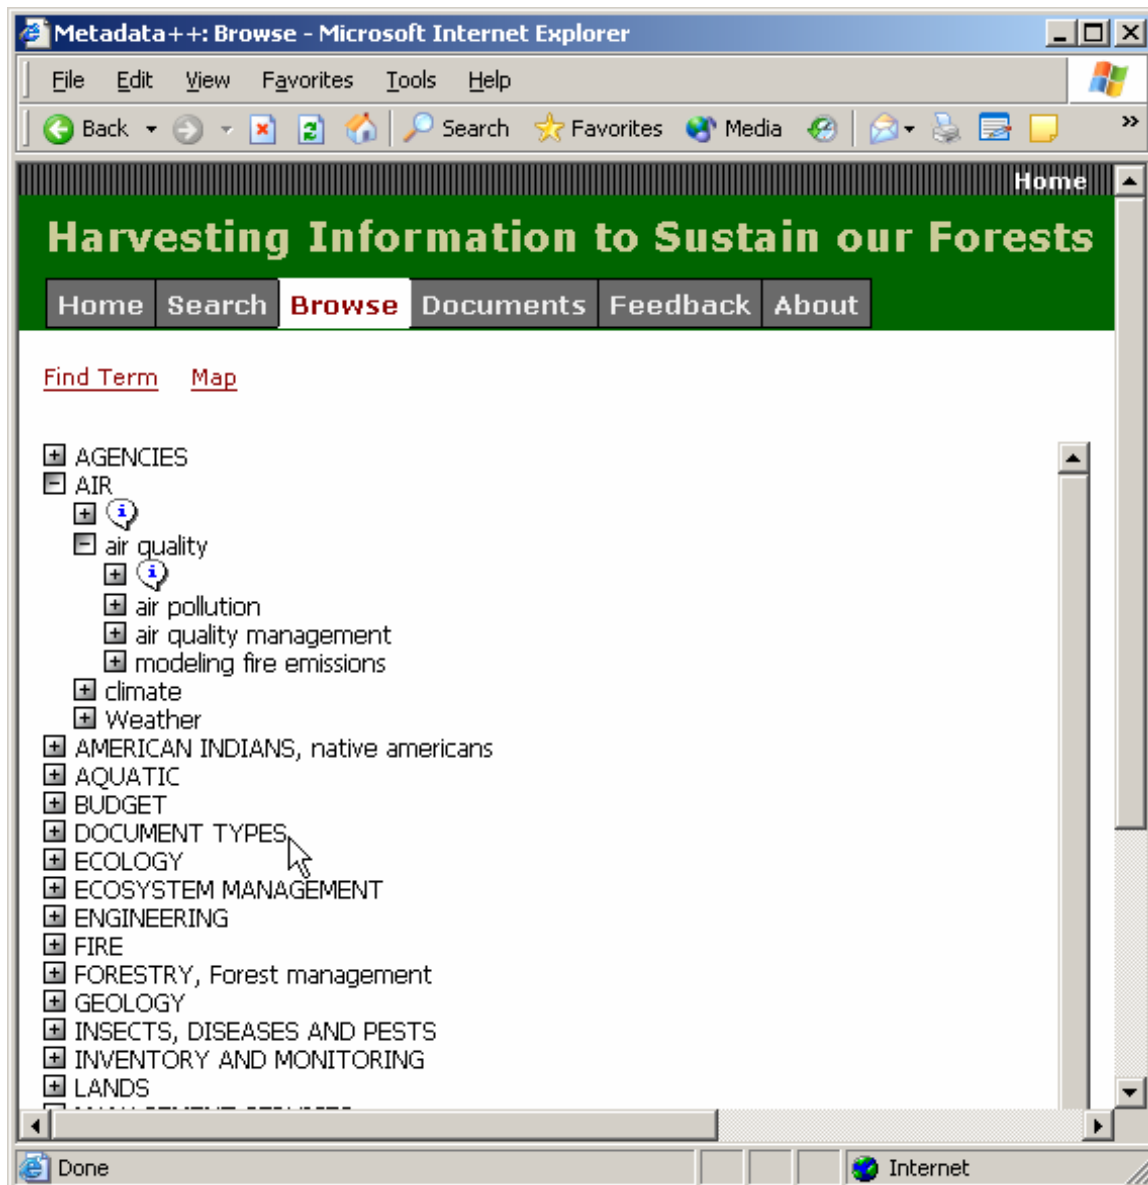 Metadata++: Browse - Microsoft Internet Explorer
File Edit View Favorites Tools Help
Back Search Favorites Media »
Home
Harvesting Information to Sustain our Forests
Home Search Browse Documents Feedback About
Find Term Map
AGENCIES
AIR
i
air quality
i
air pollution
air quality management
modeling fire emissions
climate
Weather
AMERICAN INDIANS, native americans
AQUATIC
BUDGET
DOCUMENT TYPES
ECOLOGY
ECOSYSTEM MANAGEMENT
ENGINEERING
FIRE
FORESTRY, Forest management
GEOLOGY
INSECTS, DISEASES AND PESTS
INVENTORY AND MONITORING
LANDS
Done Internet